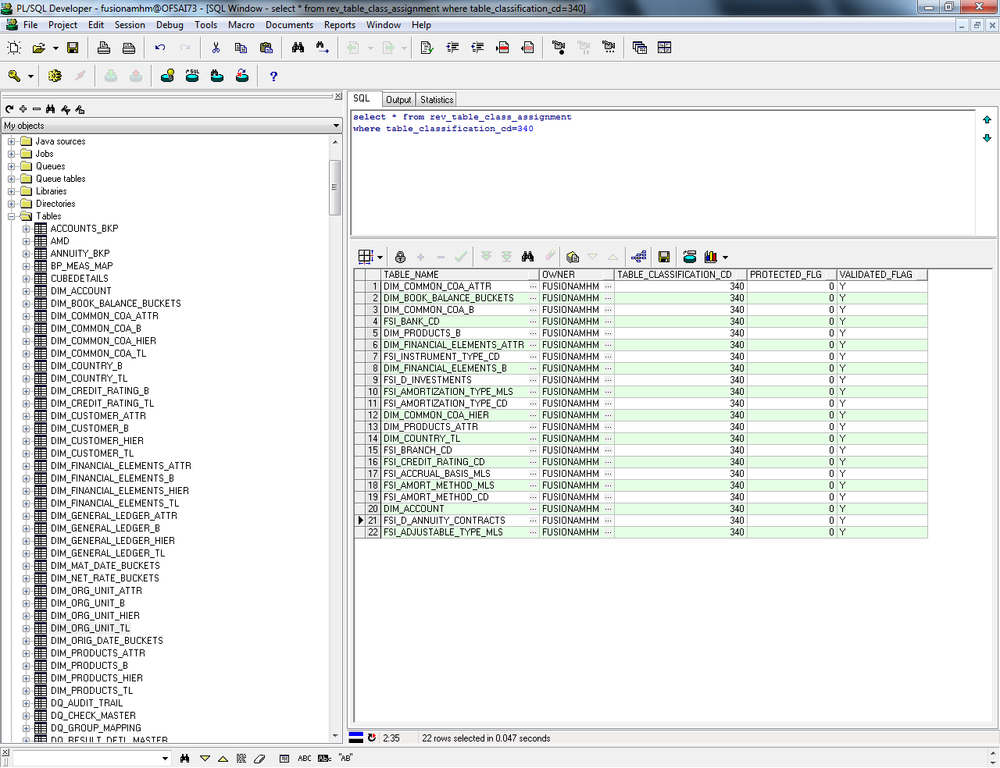 PL/SQL Developer - fusionamhm@OFSAI73 - [SQL Window - select * from rev_table_class_assignment where table_classification_cd=340]
File Project Edit Session Debug Tools Macro Documents Reports Window Help
SQL
My objects
Java sources
Jobs
Queues
Queue tables
Libraries
Directories
Tables
ACCOUNTS_BKP
AMD
ANNUITY_BKP
BP_MEAS_MAP
CUBEDETAILS
DIM_ACCOUNT
DIM_BOOK_BALANCE_BUCKETS
DIM_COMMON_COA_ATTR
DIM_COMMON_COA_B
DIM_COMMON_COA_HIER
DIM_COMMON_COA_TL
DIM_COUNTRY_B
DIM_COUNTRY_TL
DIM_CREDIT_RATING_B
DIM_CREDIT_RATING_TL
DIM_CUSTOMER_ATTR
DIM_CUSTOMER_B
DIM_CUSTOMER_HIER
DIM_CUSTOMER_TL
DIM_FINANCIAL_ELEMENTS_ATTR
DIM_FINANCIAL_ELEMENTS_B
DIM_FINANCIAL_ELEMENTS_HIER
DIM_FINANCIAL_ELEMENTS_TL
DIM_GENERAL_LEDGER_ATTR
DIM_GENERAL_LEDGER_B
DIM_GENERAL_LEDGER_HIER
DIM_GENERAL_LEDGER_TL
DIM_MAT_DATE_BUCKETS
DIM_NET_RATE_BUCKETS
DIM_ORG_UNIT_ATTR
DIM_ORG_UNIT_B
DIM_ORG_UNIT_HIER
DIM_ORG_UNIT_TL
DIM_ORIG_DATE_BUCKETS
DIM_PRODUCTS_ATTR
DIM_PRODUCTS_B
DIM_PRODUCTS_HIER
DIM_PRODUCTS_TL
DQ_AUDIT_TRAIL
DQ_CHECK_MASTER
DQ_GROUP_MAPPING
DQ_RESULT_DETL_MASTER
SQL Output Statistics
select * from rev_table_class_assignment
where table_classification_cd=340
TABLE_NAME OWNER TABLE_CLASSIFICATION_CD PROTECTED_FLG VALIDATED_FLAG
1 DIM_COMMON_COA_ATTR ... FUSIONAMHM ... 340 0 Y
2 DIM_BOOK_BALANCE_BUCKETS ... FUSIONAMHM ... 340 0 Y
3 DIM_COMMON_COA_B ... FUSIONAMHM ... 340 0 Y
4 FSI_BANK_CD ... FUSIONAMHM ... 340 0 Y
5 DIM_PRODUCTS_B ... FUSIONAMHM ... 340 0 Y
6 DIM_FINANCIAL_ELEMENTS_ATTR ... FUSIONAMHM ... 340 0 Y
7 FSI_INSTRUMENT_TYPE_CD ... FUSIONAMHM ... 340 0 Y
8 DIM_FINANCIAL_ELEMENTS_B ... FUSIONAMHM ... 340 0 Y
9 FSI_D_INVESTMENTS ... FUSIONAMHM ... 340 0 Y
10 FSI_AMORTIZATION_TYPE_MLS ... FUSIONAMHM ... 340 0 Y
11 FSI_AMORTIZATION_TYPE_CD ... FUSIONAMHM ... 340 0 Y
12 DIM_COMMON_COA_HIER ... FUSIONAMHM ... 340 0 Y
13 DIM_PRODUCTS_ATTR ... FUSIONAMHM ... 340 0 Y
14 DIM_COUNTRY_TL ... FUSIONAMHM ... 340 0 Y
15 FSI_BRANCH_CD ... FUSIONAMHM ... 340 0 Y
16 FSI_CREDIT_RATING_CD ... FUSIONAMHM ... 340 0 Y
17 FSI_ACCRUAL_BASIS_MLS ... FUSIONAMHM ... 340 0 Y
18 FSI_AMORT_METHOD_MLS ... FUSIONAMHM ... 340 0 Y
19 FSI_AMORT_METHOD_CD ... FUSIONAMHM ... 340 0 Y
20 DIM_ACCOUNT ... FUSIONAMHM ... 340 0 Y
21 FSI_D_ANNUITY_CONTRACTS ... FUSIONAMHM ... 340 0 Y
22 FSI_ADJUSTABLE_TYPE_MLS ... FUSIONAMHM ... 340 0 Y
2:35 22 rows selected in 0.047 seconds
ABC ABc "AB"